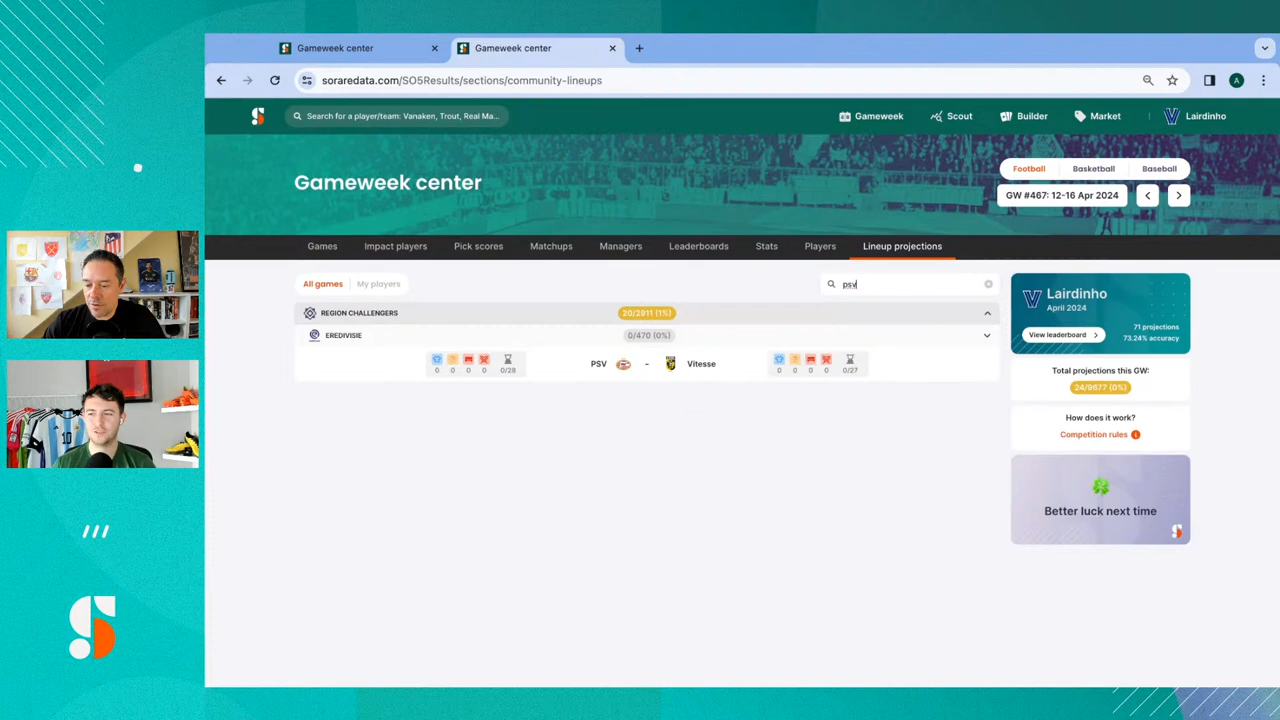 Gameweek center
Gameweek center
soraredata.com/SO5Results/sections/community-lineups
A
Search for a player/team: Vanaken, Trout, Real Ma...
Gameweek
Scout
Builder
Market
Lairdinho
Gameweek center
Football
Basketball
Baseball
GW #467: 12-16 Apr 2024
Games
Impact players
Pick scores
Matchups
Managers
Leaderboards
Stats
Players
Lineup projections
All games
My players
psv
REGION CHALLENGERS
20/2911 (1%)
EREDIVISIE
0/470 (0%)
0 0 0 0 0/28
PSV - Vitesse
0 0 0 0 0/27
Lairdinho
April 2024
View leaderboard
71 projections
73.24% accuracy
Total projections this GW:
24/9677 (0%)
How does it work?
Competition rules
Better luck next time
10